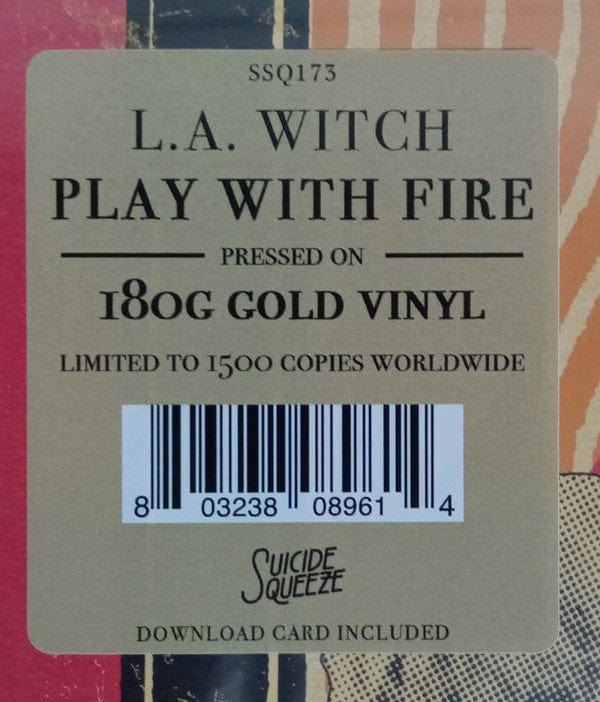 SSQ173
L.A. WITCH
PLAY WITH FIRE
PRESSED ON
180G GOLD VINYL
LIMITED TO 1500 COPIES WORLDWIDE
8 03238 08961 4
SUICIDE
SQUEEZE
DOWNLOAD CARD INCLUDED